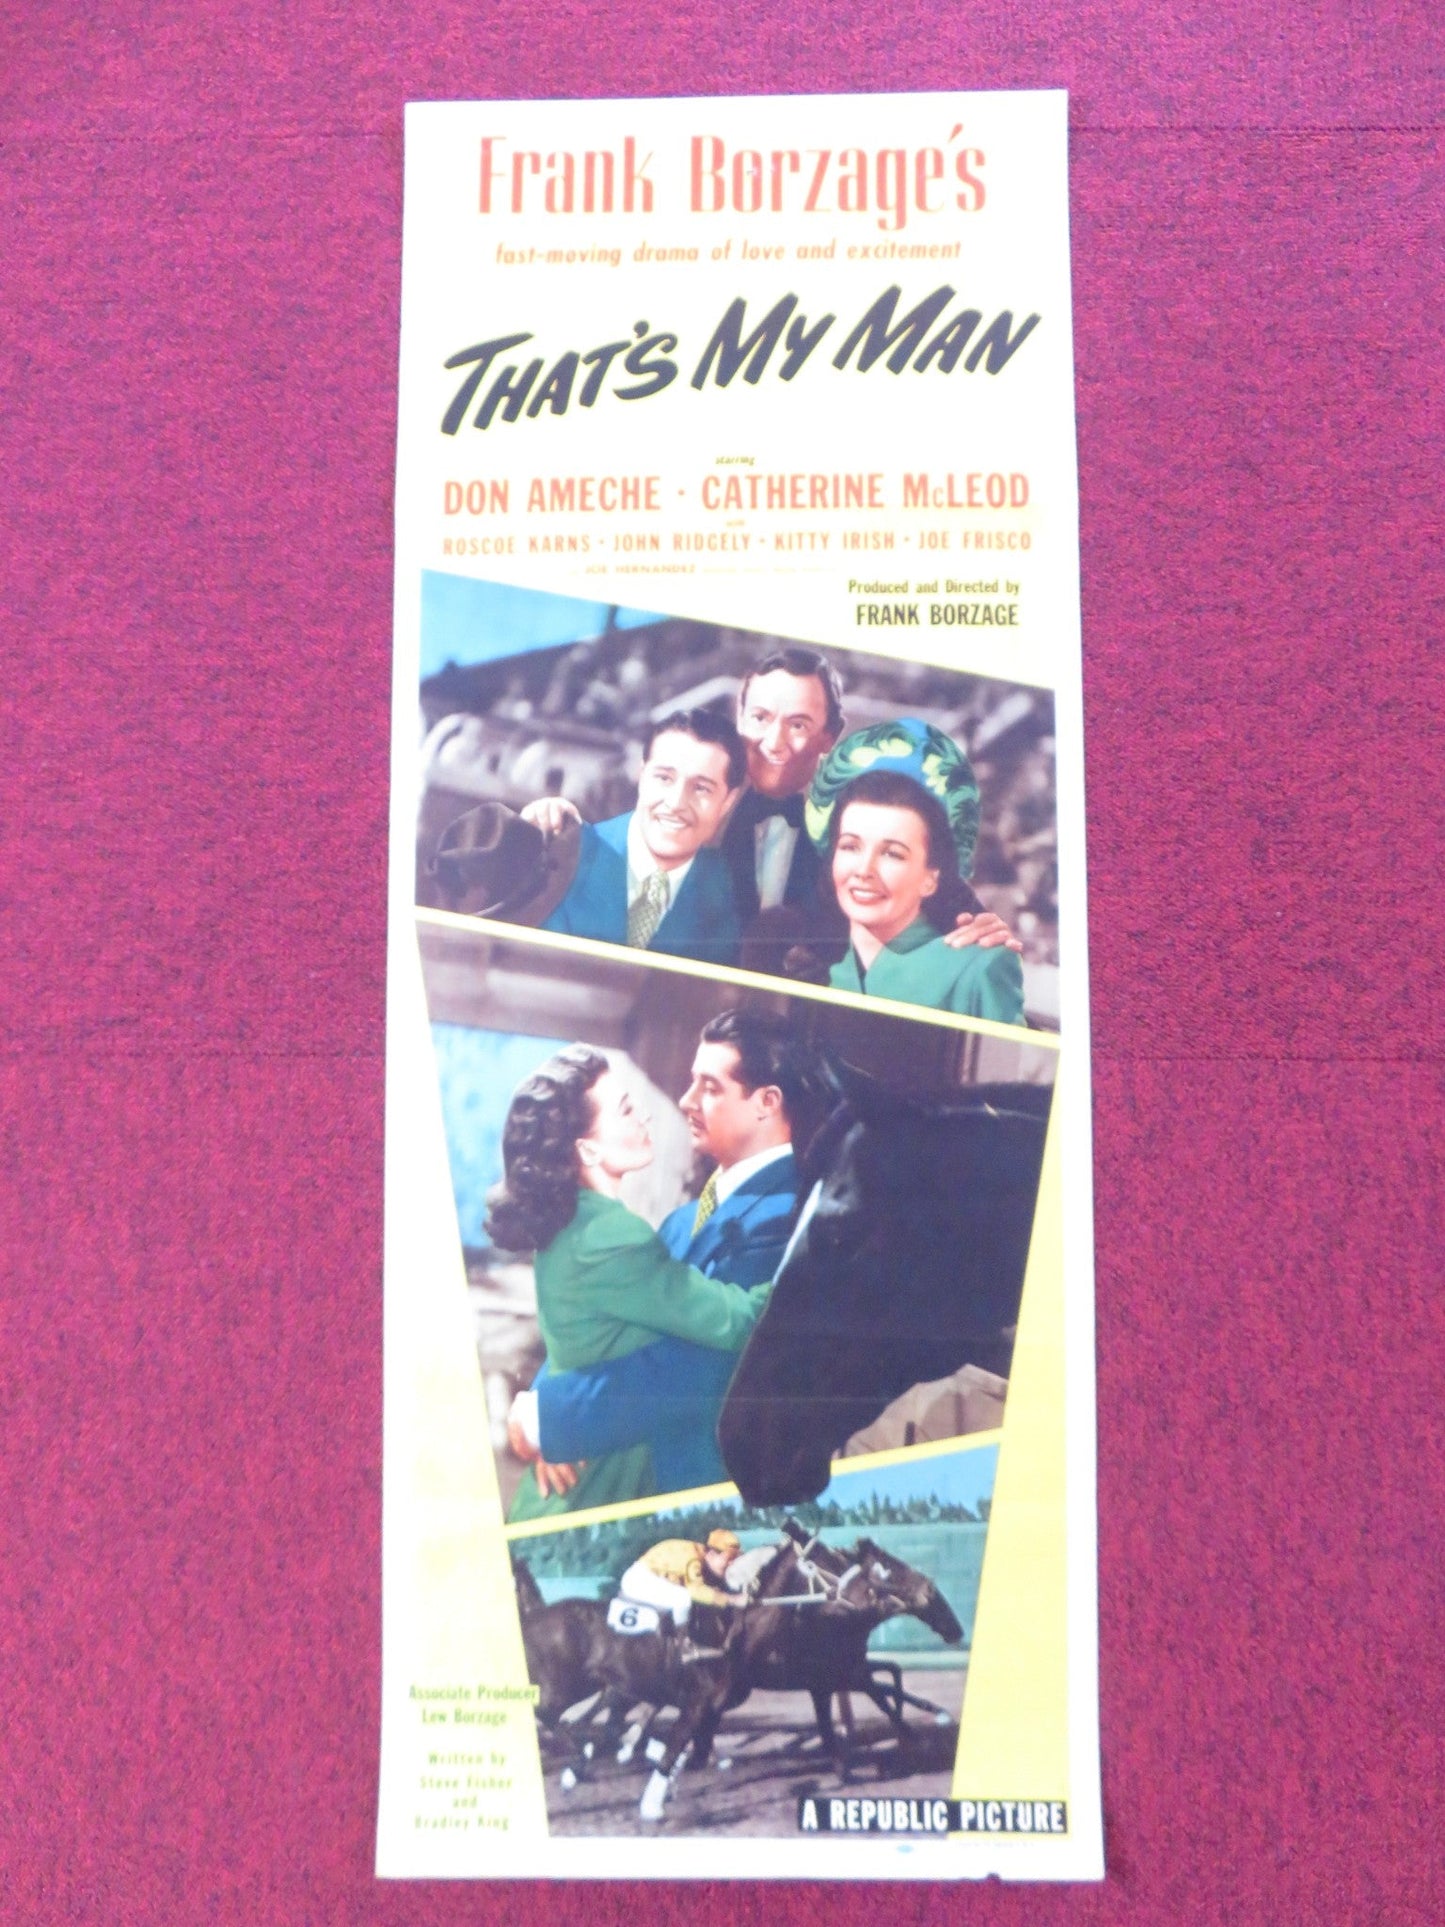 Frank Borzage's
fast-moving drama of love and excitement
THAT'S MY MAN
starring
DON AMECHE · CATHERINE McLEOD
with
ROSCOE KARNS · JOHN RIDGELY · KITTY IRISH · JOE FRISCO
JOE HERNANDEZ
Produced and Directed by
FRANK BORZAGE
6
Associate Producer
Lew Borzage
Written by
Steve Fisher
and
Bradley King
A REPUBLIC PICTURE